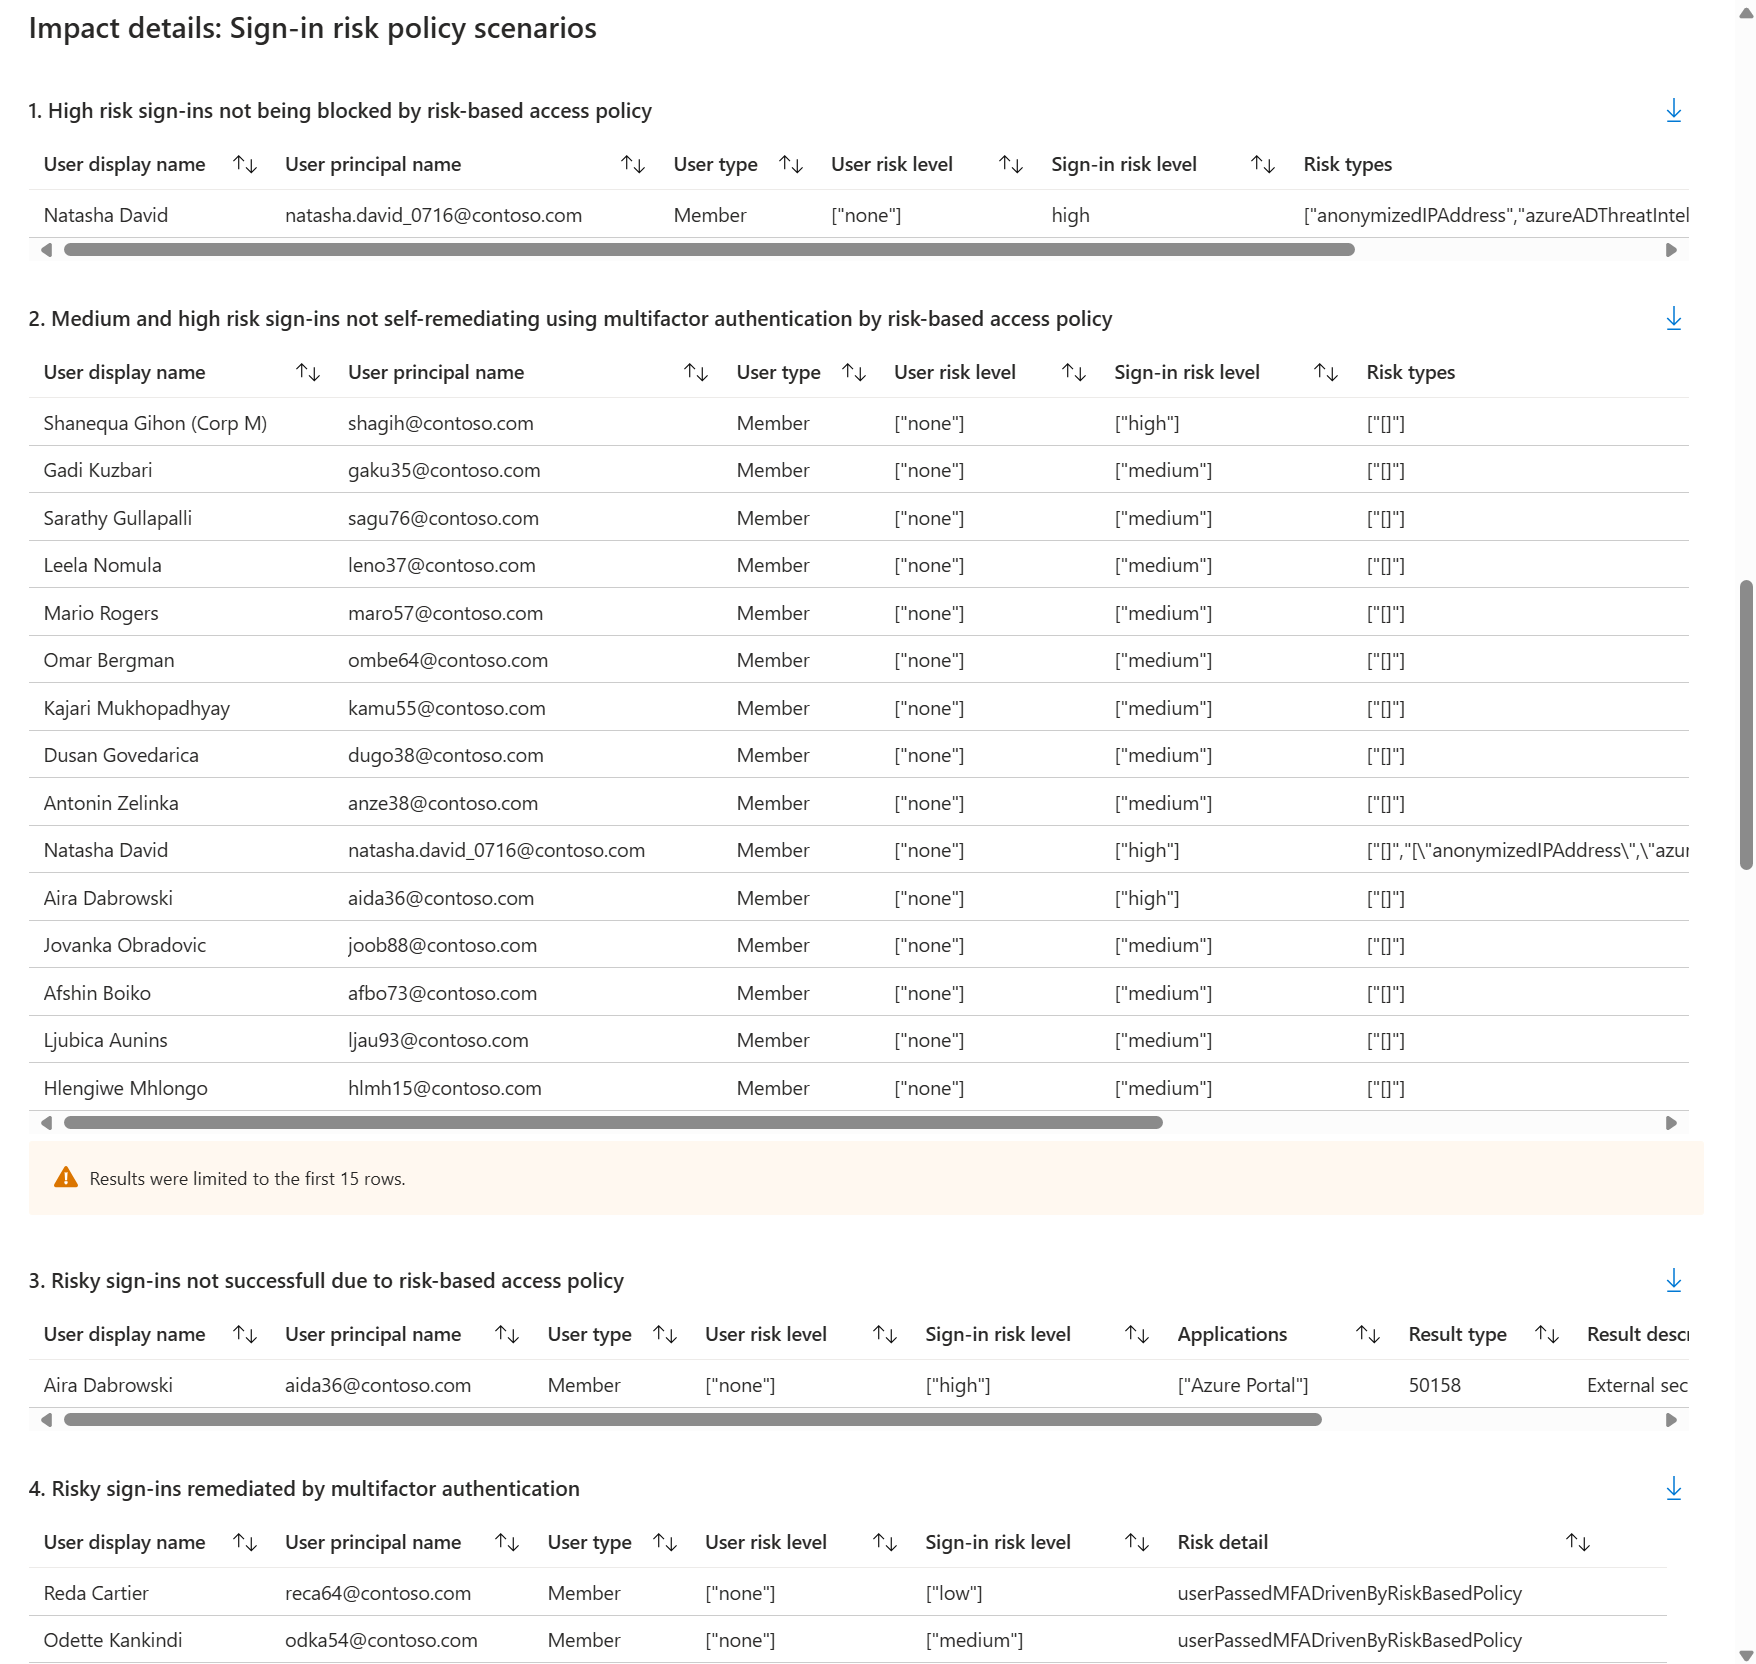 Impact details: Sign-in risk policy scenarios
1. High risk sign-ins not being blocked by risk-based access policy
User display name User principal name User type User risk level Sign-in risk level Risk types
Natasha David natasha.david_0716@contoso.com Member ["none"] high ["anonymizedIPAddress","azureADThreatIntel
2. Medium and high risk sign-ins not self-remediating using multifactor authentication by risk-based access policy
User display name User principal name User type User risk level Sign-in risk level Risk types
Shanequa Gihon (Corp M) shagih@contoso.com Member ["none"] ["high"] ["[]"]
Gadi Kuzbari gaku35@contoso.com Member ["none"] ["medium"] ["[]"]
Sarathy Gullapalli sagu76@contoso.com Member ["none"] ["medium"] ["[]"]
Leela Nomula leno37@contoso.com Member ["none"] ["medium"] ["[]"]
Mario Rogers maro57@contoso.com Member ["none"] ["medium"] ["[]"]
Omar Bergman ombe64@contoso.com Member ["none"] ["medium"] ["[]"]
Kajari Mukhopadhyay kamu55@contoso.com Member ["none"] ["medium"] ["[]"]
Dusan Govedarica dugo38@contoso.com Member ["none"] ["medium"] ["[]"]
Antonin Zelinka anze38@contoso.com Member ["none"] ["medium"] ["[]"]
Natasha David natasha.david_0716@contoso.com Member ["none"] ["high"] ["[]","[\"anonymizedIPAddress\",\"azur
Aira Dabrowski aida36@contoso.com Member ["none"] ["high"] ["[]"]
Jovanka Obradovic joob88@contoso.com Member ["none"] ["medium"] ["[]"]
Afshin Boiko afbo73@contoso.com Member ["none"] ["medium"] ["[]"]
Ljubica Aunins ljau93@contoso.com Member ["none"] ["medium"] ["[]"]
Hlengiwe Mhlongo hlmh15@contoso.com Member ["none"] ["medium"] ["[]"]
Results were limited to the first 15 rows.
3. Risky sign-ins not successfull due to risk-based access policy
User display name User principal name User type User risk level Sign-in risk level Applications Result type Result descr
Aira Dabrowski aida36@contoso.com Member ["none"] ["high"] ["Azure Portal"] 50158 External sec
4. Risky sign-ins remediated by multifactor authentication
User display name User principal name User type User risk level Sign-in risk level Risk detail
Reda Cartier reca64@contoso.com Member ["none"] ["low"] userPassedMFADrivenByRiskBasedPolicy
Odette Kankindi odka54@contoso.com Member ["none"] ["medium"] userPassedMFADrivenByRiskBasedPolicy